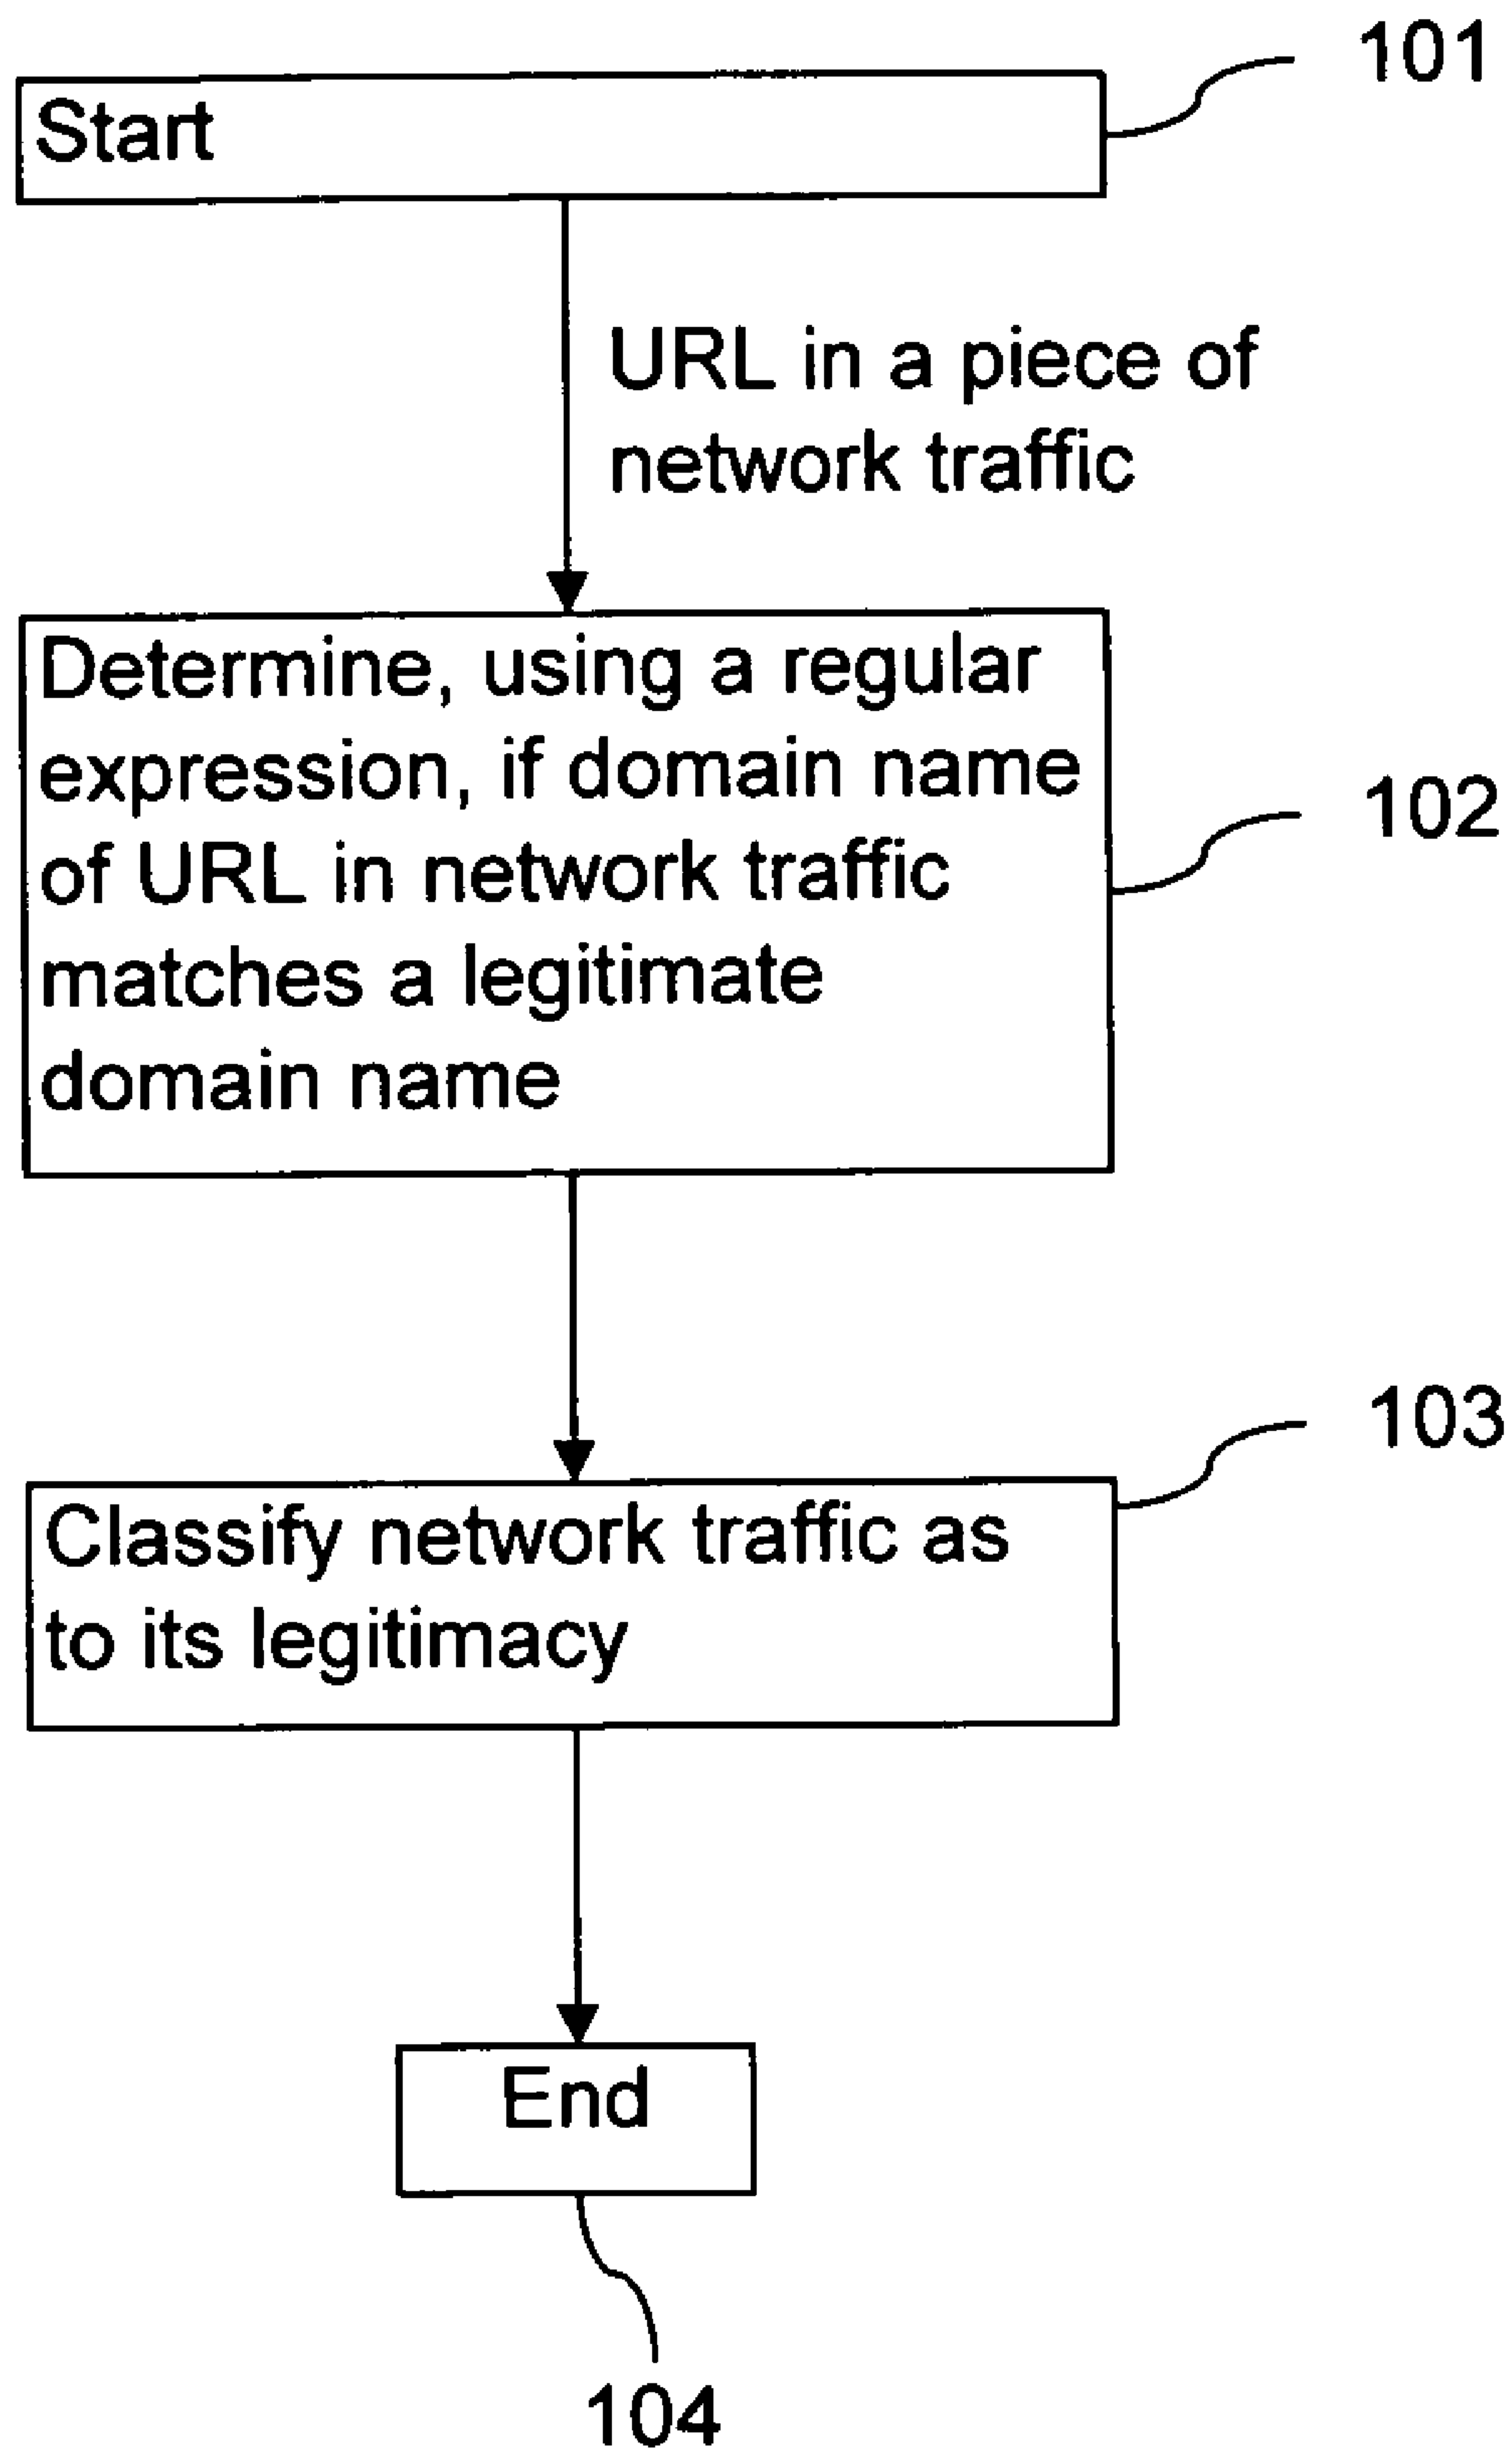 101
Start
URL in a piece of
network traffic
Determine, using a regular
expression, if domain name
of URL in network traffic
matches a legitimate
domain name
102
103
Classify network traffic as
to its legitimacy
End
104